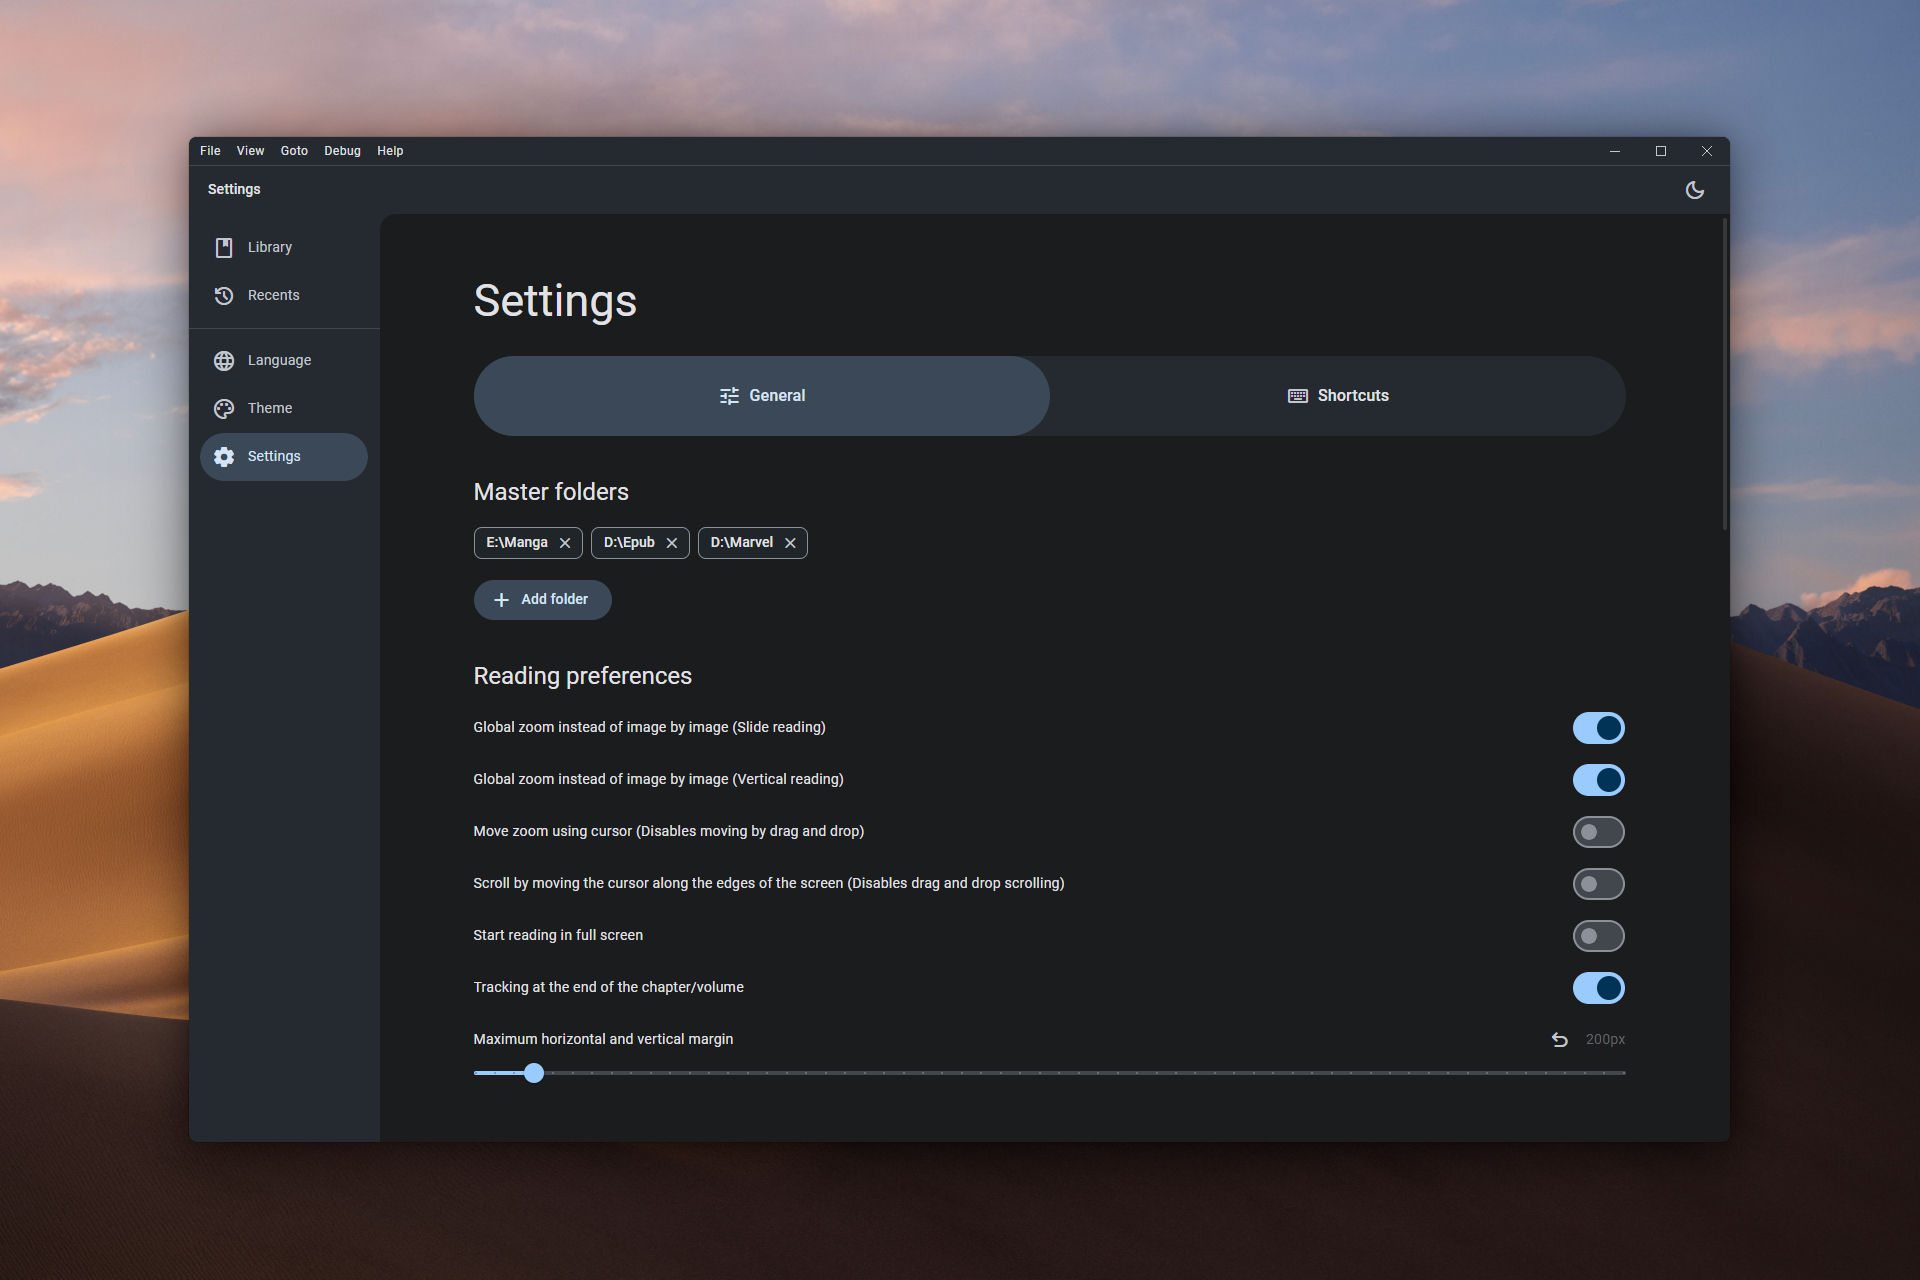 File View Goto Debug Help
Settings
Library
Recents
Language
Theme
Settings
Settings
General
Shortcuts
Master folders
E:\Manga
D:\Epub
D:\Marvel
Add folder
Reading preferences
Global zoom instead of image by image (Slide reading)
Global zoom instead of image by image (Vertical reading)
Move zoom using cursor (Disables moving by drag and drop)
Scroll by moving the cursor along the edges of the screen (Disables drag and drop scrolling)
Start reading in full screen
Tracking at the end of the chapter/volume
Maximum horizontal and vertical margin
200px